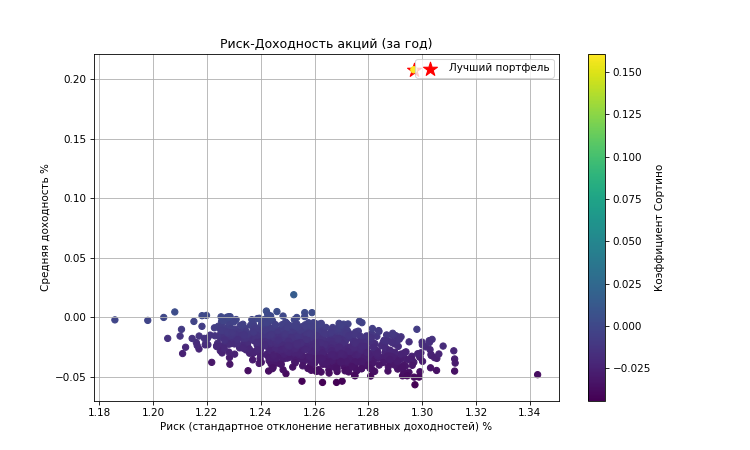 Риск-Доходность акций (за год)
Лучший портфель
Средняя доходность %
0.20
0.15
0.10
0.05
0.00
−0.05
1.18 1.20 1.22 1.24 1.26 1.28 1.30 1.32 1.34
Риск (стандартное отклонение негативных доходностей) %
0.150
0.125
0.100
0.075
0.050
0.025
0.000
−0.025
Коэффициент Сортино